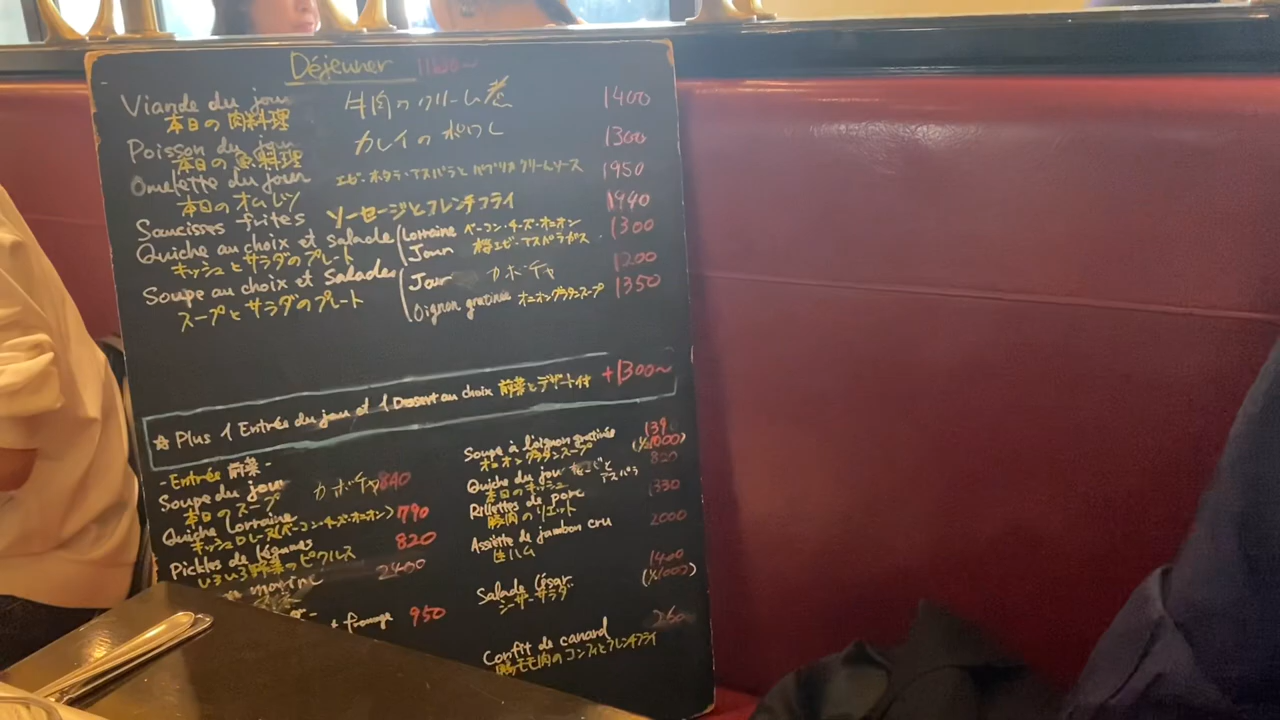 Déjeuner 1100～
Viande du jour 牛肉のクリーム煮 1400
本日の肉料理
Poisson du jour カレイのポワレ 1300
本日の魚料理
Omelette du jour エビ・ホタテ・アスパラと パプリカクリームソース 1950
本日のオムレツ
Saucisses frites ソーセージとフレンチフライ 1940
Quiche au choix et salade Lorraine ベーコン・チーズ・オニオン 1300
キッシュとサラダのプレート Jour 桜エビ・アスパラガス
Soupe au choix et Salades Jour カボチャ 1200
スープとサラダのプレート Oignon gratinée オニオングラタンスープ 1350
☆ Plus 1 Entrée du jour et 1 Dessert au choix 前菜とデザート付 +1300～
- Entrée 前菜 -
Soupe du jour カボチャ 840
本日のスープ
Quiche Lorraine 790
キッシュロレーヌ(ベーコン・チーズ・オニオン)
Pickles de légumes 820
いろいろ野菜のピクルス
2400
fromage 950
Soupe à l'oignon gratinée 139
オニオングラタンスープ (½1000)
Quiche du jour 820
本日のキッシュ アスパラ
Rillettes de porc 1330
豚肉のリエット
Assiette de jambon cru 2000
生ハム
Salade César 1400
シーザーサラダ (½1000)
Confit de canard 260
鴨モモ肉のコンフィとフレンチフライ